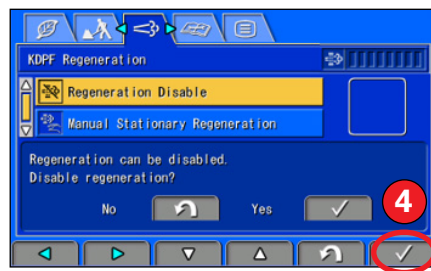 KDPF Regeneration
Regeneration Disable
Manual Stationary Regeneration
Regeneration can be disabled.
Disable regeneration?
No Yes
4